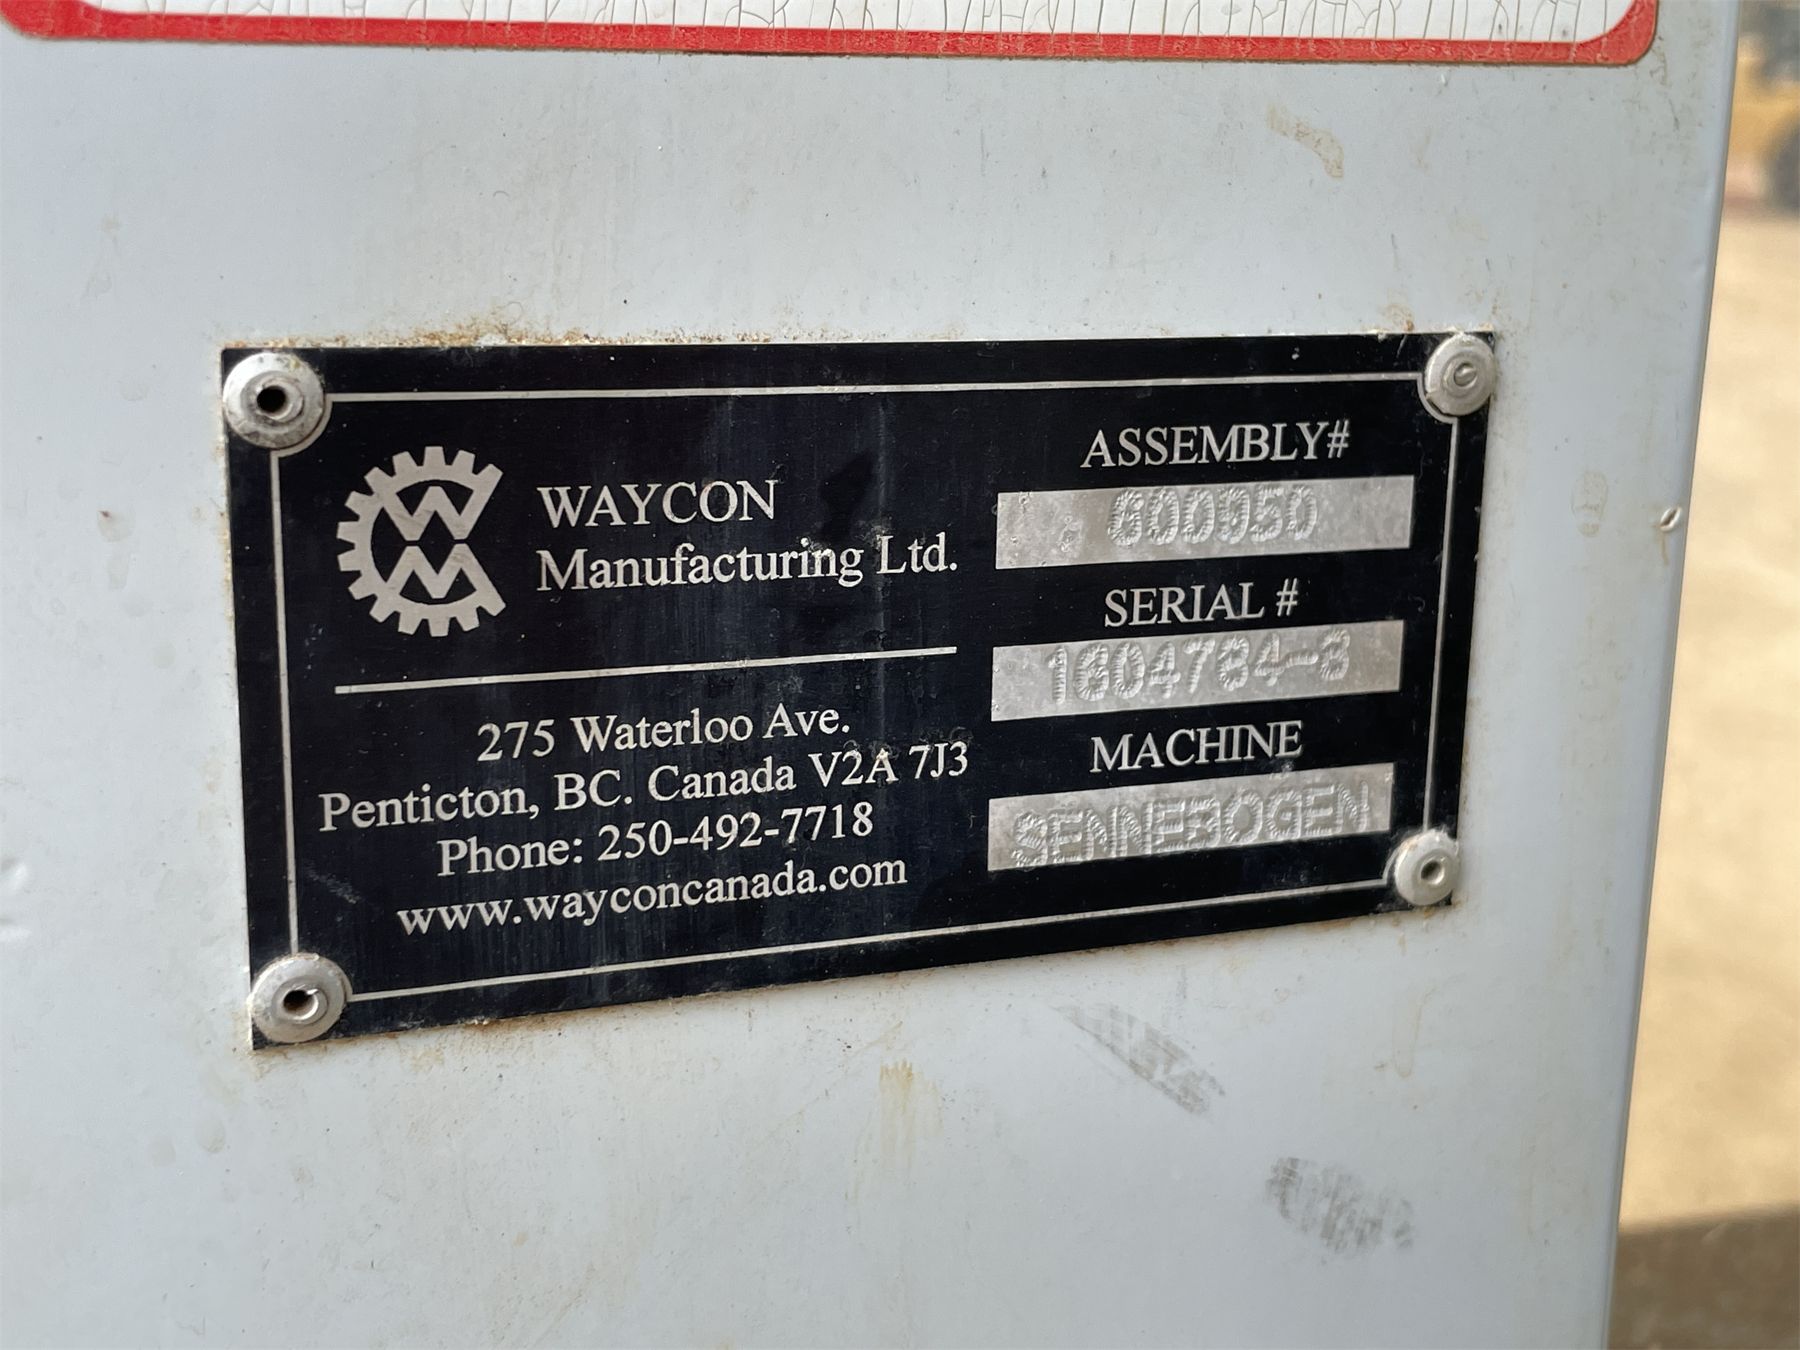 WAYCON
Manufacturing Ltd.
275 Waterloo Ave.
Penticton, BC. Canada V2A 7J3
Phone: 250-492-7718
www.wayconcanada.com
ASSEMBLY#
600050
SERIAL #
1604784-8
MACHINE
SENNEBOGEN